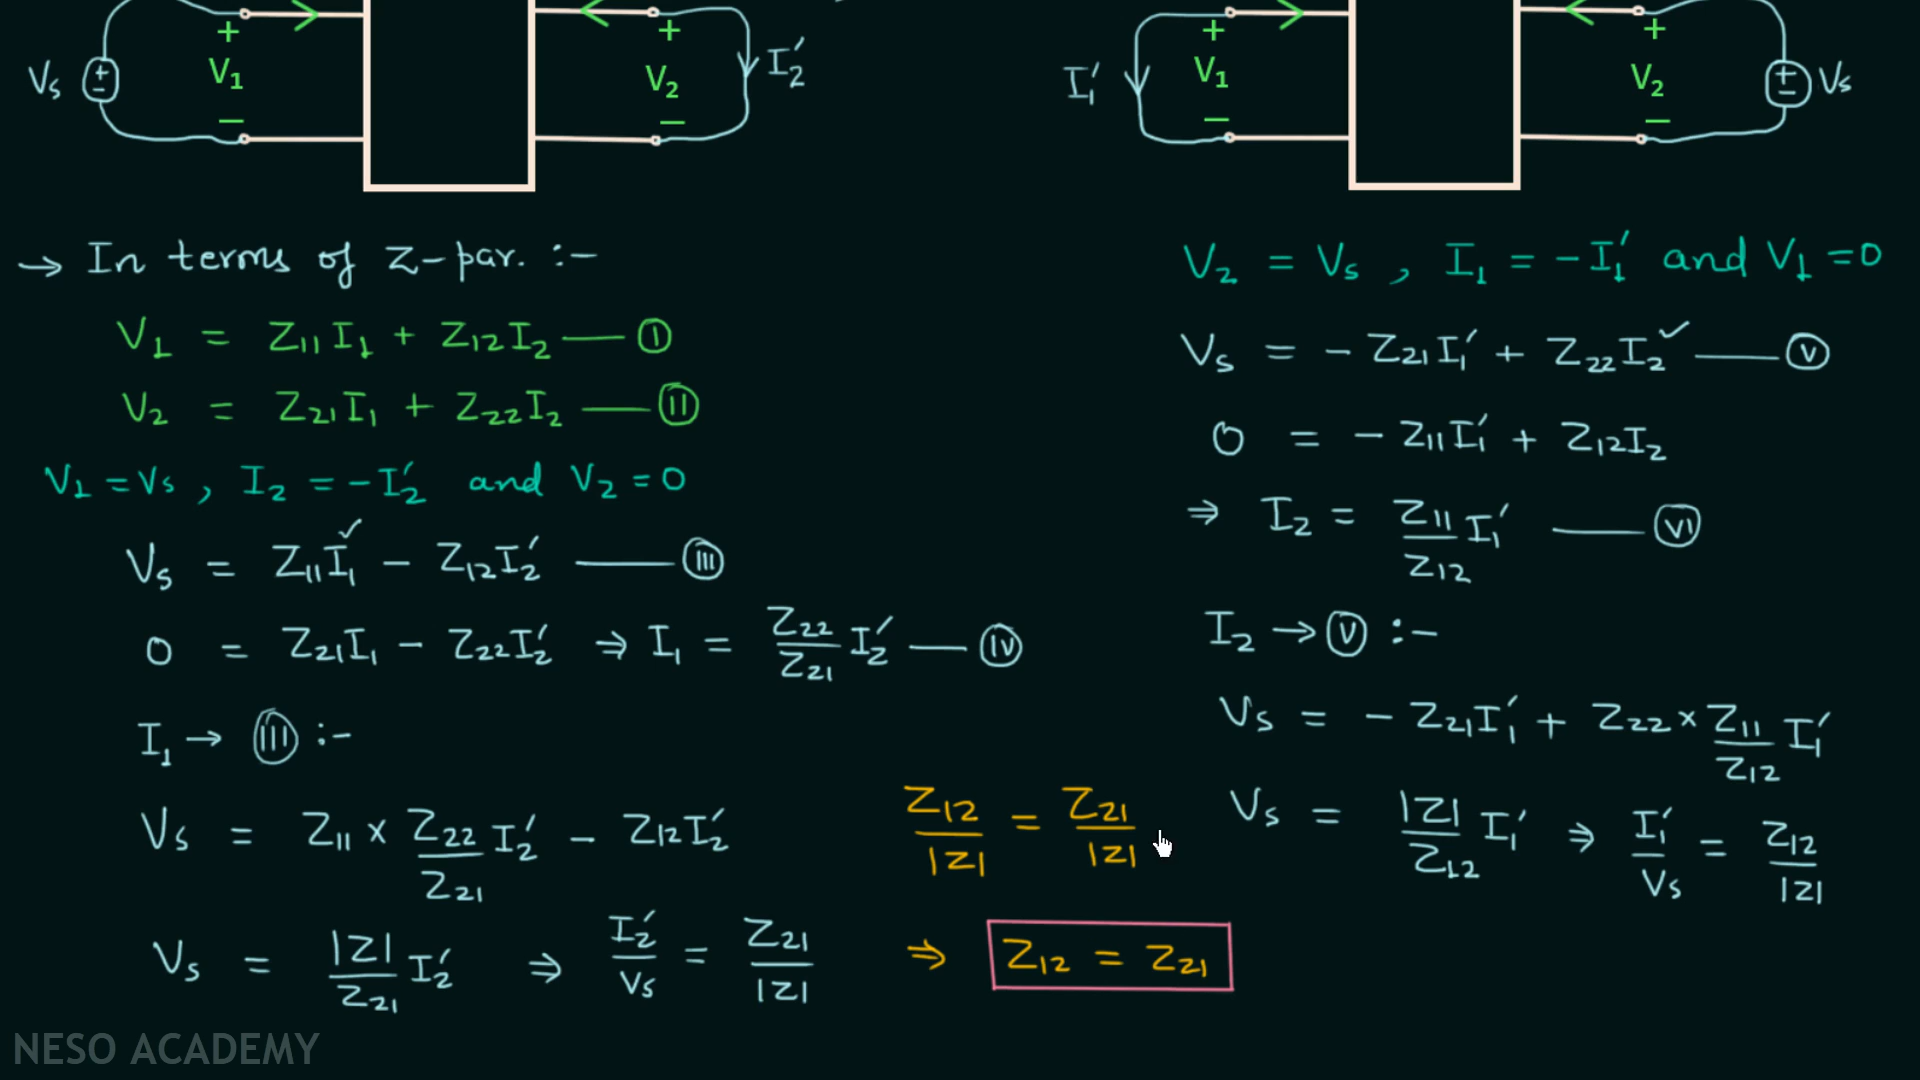 Vs + − + V₁ − + V₂ − I₂′
I₁′ + V₁ − + V₂ − + − Vs
→ In terms of Z-par. :-
V₁ = Z₁₁I₁ + Z₁₂I₂ — (I)
V₂ = Z₂₁I₁ + Z₂₂I₂ — (II)
V₁ = Vs , I₂ = -I₂′ and V₂ = 0
Vs = Z₁₁I₁ ✓ - Z₁₂I₂′ — (III)
0 = Z₂₁I₁ - Z₂₂I₂′ ⇒ I₁ = Z₂₂/Z₂₁ I₂′ — (IV)
I₁ → (III) :-
Vs = Z₁₁ × Z₂₂/Z₂₁ I₂′ - Z₁₂I₂′
Vs = |Z|/Z₂₁ I₂′ ⇒ I₂′/Vs = Z₂₁/|Z|
V₂ = Vs , I₁ = -I₁′ and V₁ = 0
Vs = - Z₂₁I₁′ + Z₂₂I₂ ✓ — (V)
0 = - Z₁₁I₁′ + Z₁₂I₂
⇒ I₂ = Z₁₁/Z₁₂ I₁′ — (VI)
I₂ → (V) :-
Vs = - Z₂₁I₁′ + Z₂₂ × Z₁₁/Z₁₂ I₁′
Vs = |Z|/Z₁₂ I₁′ ⇒ I₁′/Vs = Z₁₂/|Z|
Z₁₂/|Z| = Z₂₁/|Z|
⇒ Z₁₂ = Z₂₁
NESO ACADEMY